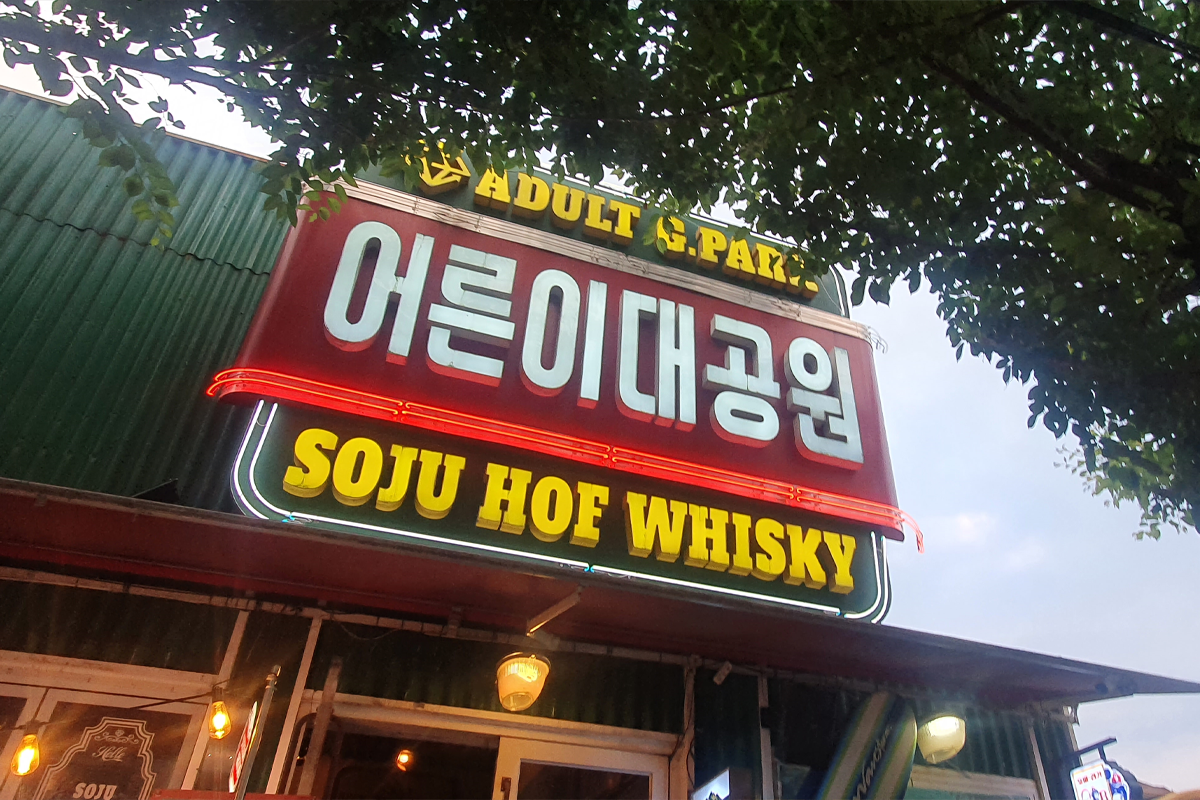 ADULT G.PARK
어른이대공원
SOJU HOF WHISKY
SOJU